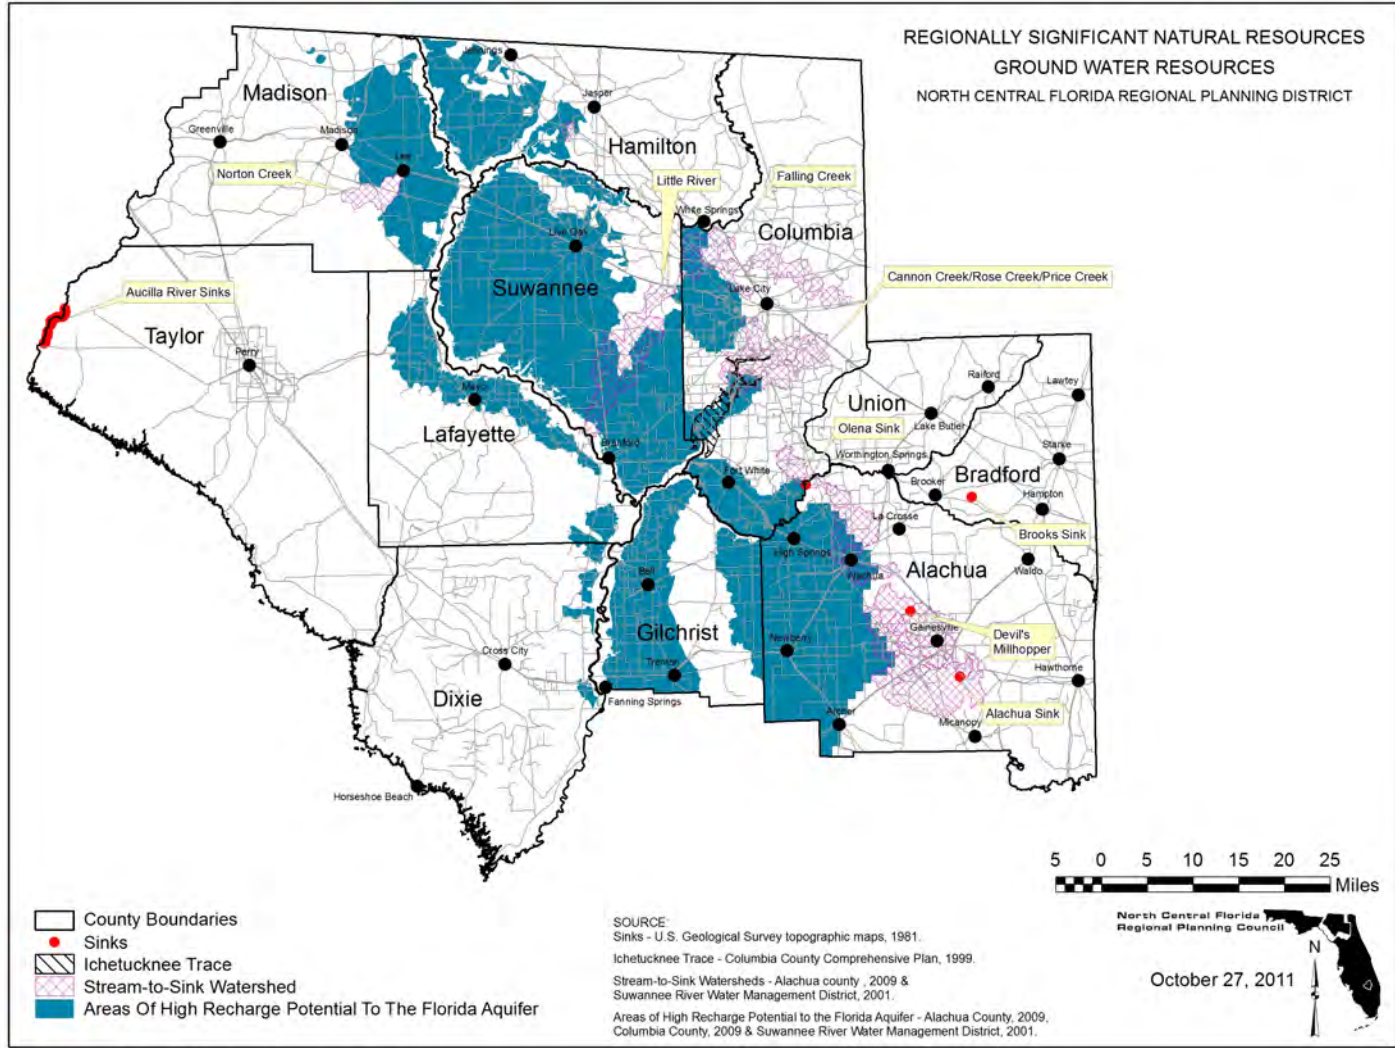 REGIONALLY SIGNIFICANT NATURAL RESOURCES
GROUND WATER RESOURCES
NORTH CENTRAL FLORIDA REGIONAL PLANNING DISTRICT
Jennings
Madison
Jasper
Greenville
Madison
Hamilton
Lee
Norton Creek
Little River
Falling Creek
White Springs
Columbia
Live Oak
Suwannee
Cannon Creek/Rose Creek/Price Creek
Lake City
Aucilla River Sinks
Taylor
Perry
Mayo
Raiford
Lawtey
Union
Lake Butler
Lafayette
Olena Sink
Branford
Starke
Worthington Springs
Fort White
Bradford
Brooker
Hampton
La Crosse
Brooks Sink
High Springs
Alachua
Waldo
Alachua
Bell
Gainesville
Gilchrist
Newberry
Devil's
Millhopper
Cross City
Trenton
Hawthorne
Dixie
Fanning Springs
Archer
Alachua Sink
Micanopy
Horseshoe Beach
5 0 5 10 15 20 25
Miles
County Boundaries
Sinks
Ichetucknee Trace
Stream-to-Sink Watershed
Areas Of High Recharge Potential To The Florida Aquifer
SOURCE:
Sinks - U.S. Geological Survey topographic maps, 1981.
Ichetucknee Trace - Columbia County Comprehensive Plan, 1999.
Stream-to-Sink Watersheds - Alachua county , 2009 &
Suwannee River Water Management District, 2001.
Areas of High Recharge Potential to the Florida Aquifer - Alachua County, 2009,
Columbia County, 2009 & Suwannee River Water Management District, 2001.
North Central Florida
Regional Planning Council
N
October 27, 2011